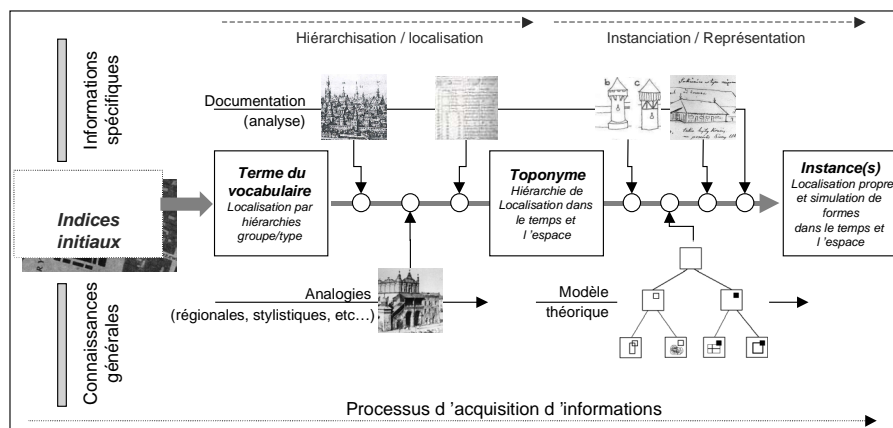 Hiérarchisation / localisation
Instanciation / Représentation
Informations
spécifiques
Documentation
(analyse)
b
c
Indices
initiaux
Terme du
vocabulaire
Localisation par
hiérarchies
groupe/type
Toponyme
Hiérarchie de
Localisation dans
le temps et
l 'espace
Instance(s)
Localisation propre
et simulation de
formes
dans le temps et
l 'espace
Connaissances
générales
Analogies
(régionales, stylistiques, etc...)
Modèle
théorique
Processus d 'acquisition d 'informations